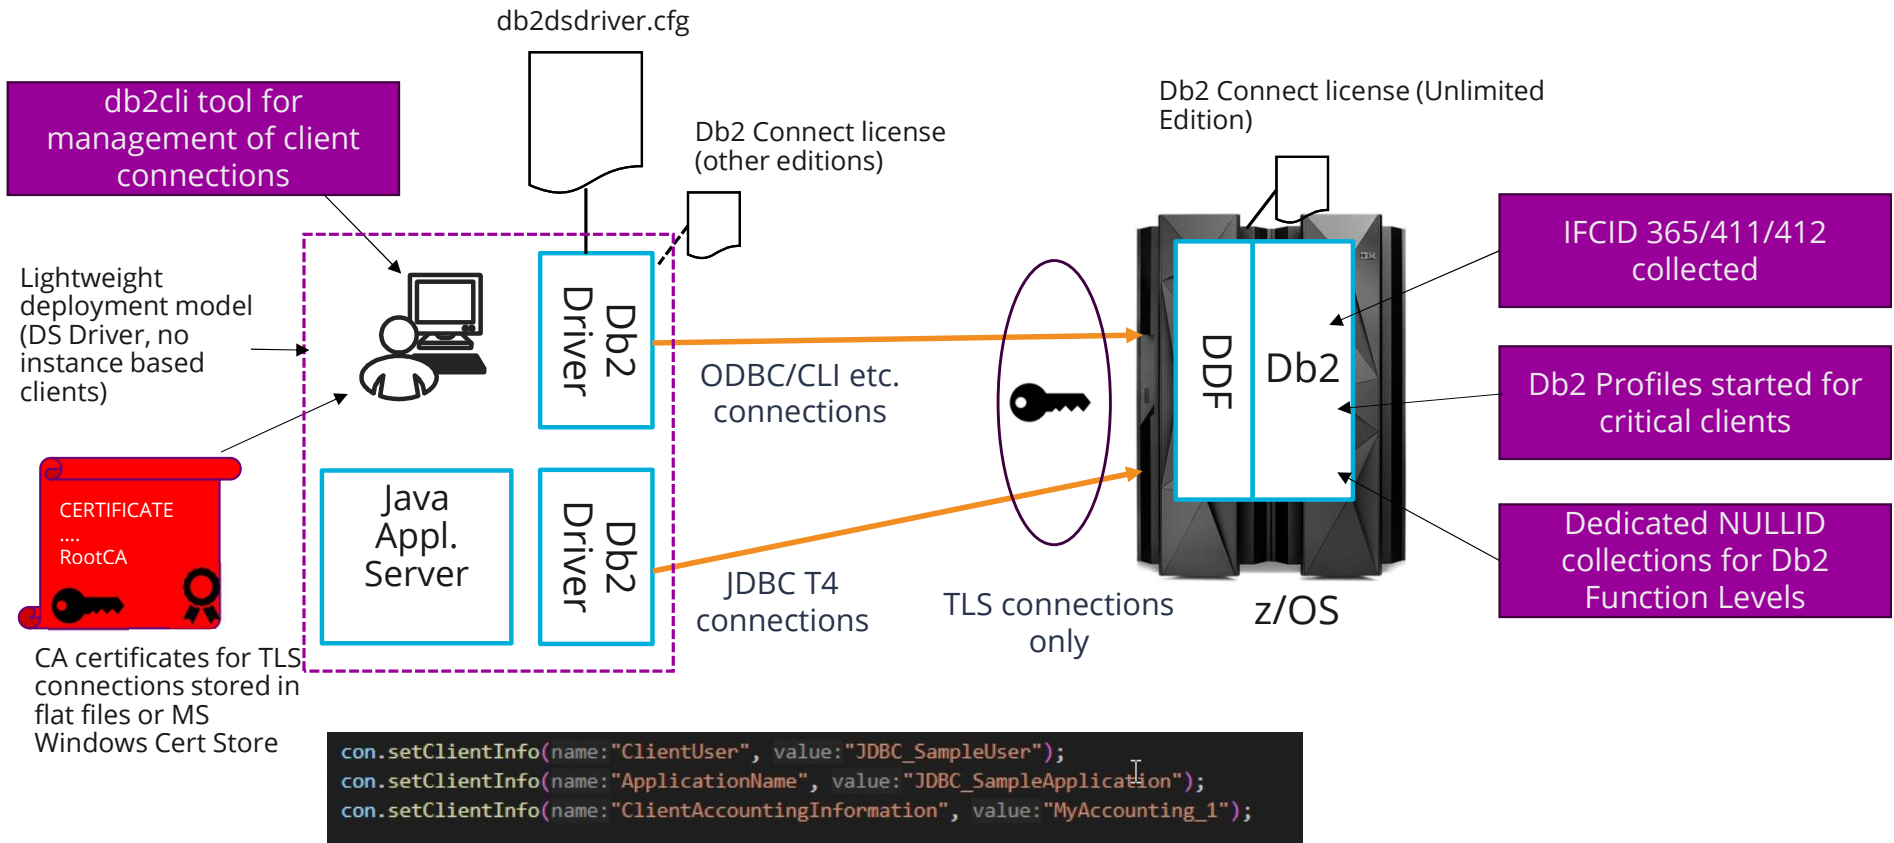 db2dsdriver.cfg
db2cli tool for
management of client
connections
Db2 Connect license
(other editions)
Db2 Connect license (Unlimited
Edition)
Lightweight
deployment model
(DS Driver, no
instance based
clients)
Db2
Driver
ODBC/CLI etc.
connections
DDF
Db2
IBM
IFCID 365/411/412
collected
Db2 Profiles started for
critical clients
Dedicated NULLID
collections for Db2
Function Levels
CERTIFICATE
....
RootCA
Java
Appl.
Server
Db2
Driver
JDBC T4
connections
TLS connections
only
z/OS
CA certificates for TLS
connections stored in
flat files or MS
Windows Cert Store
con.setClientInfo(name:"ClientUser", value:"JDBC_SampleUser");
con.setClientInfo(name:"ApplicationName", value:"JDBC_SampleApplication");
con.setClientInfo(name:"ClientAccountingInformation", value:"MyAccounting_1");